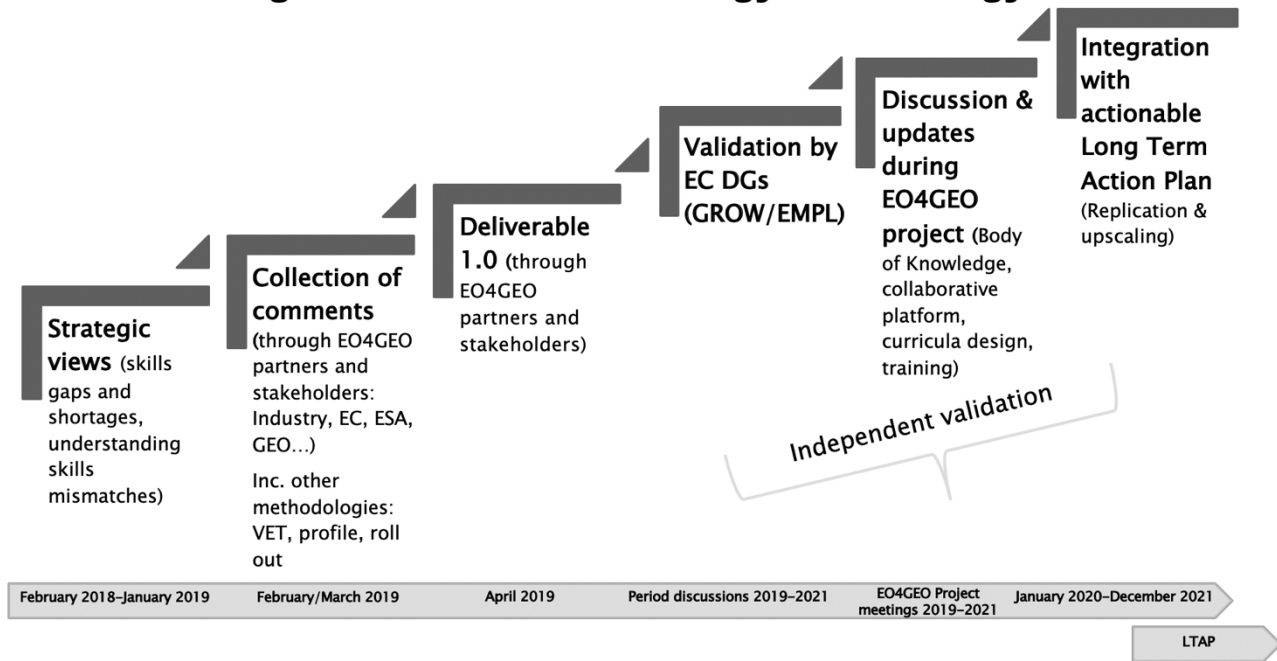 Strategic
views (skills
gaps and
shortages,
understanding
skills
mismatches)
Collection of
comments
(through EO4GEO
partners and
stakeholders:
Industry, EC, ESA,
GEO...)
Inc. other
methodologies:
VET, profile, roll
out
Deliverable
1.0 (through
EO4GEO
partners and
stakeholders)
Validation by
EC DGs
(GROW/EMPL)
Discussion &
updates
during
EO4GEO
project (Body
of Knowledge,
collaborative
platform,
curricula design,
training)
Integration
with
actionable
Long Term
Action Plan
(Replication &
upscaling)
Independent validation
February 2018–January 2019
February/March 2019
April 2019
Period discussions 2019–2021
EO4GEO Project
meetings 2019–2021
January 2020–December 2021
LTAP